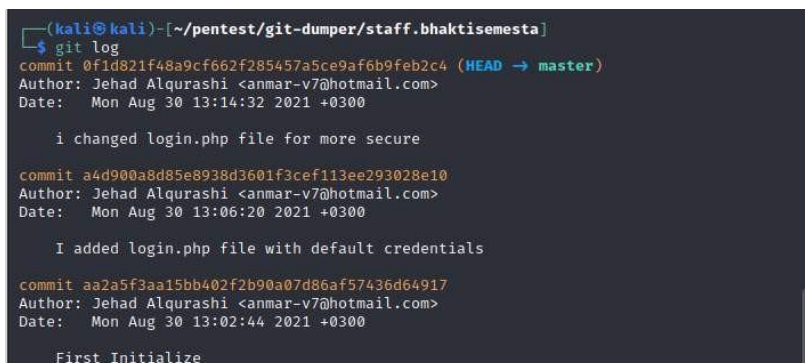 (kali㉿kali)-[~/pentest/git-dumper/staff.bhaktisemesta]
$ git log
commit 0f1d821f48a9cf662f285457a5ce9af6b9feb2c4 (HEAD → master)
Author: Jehad Alqurashi <anmar-v7@hotmail.com>
Date: Mon Aug 30 13:14:32 2021 +0300
i changed login.php file for more secure
commit a4d900a8d85e8938d3601f3cef113ee293028e10
Author: Jehad Alqurashi <anmar-v7@hotmail.com>
Date: Mon Aug 30 13:06:20 2021 +0300
I added login.php file with default credentials
commit aa2a5f3aa15bb402f2b90a07d86af57436d64917
Author: Jehad Alqurashi <anmar-v7@hotmail.com>
Date: Mon Aug 30 13:02:44 2021 +0300
First Initialize